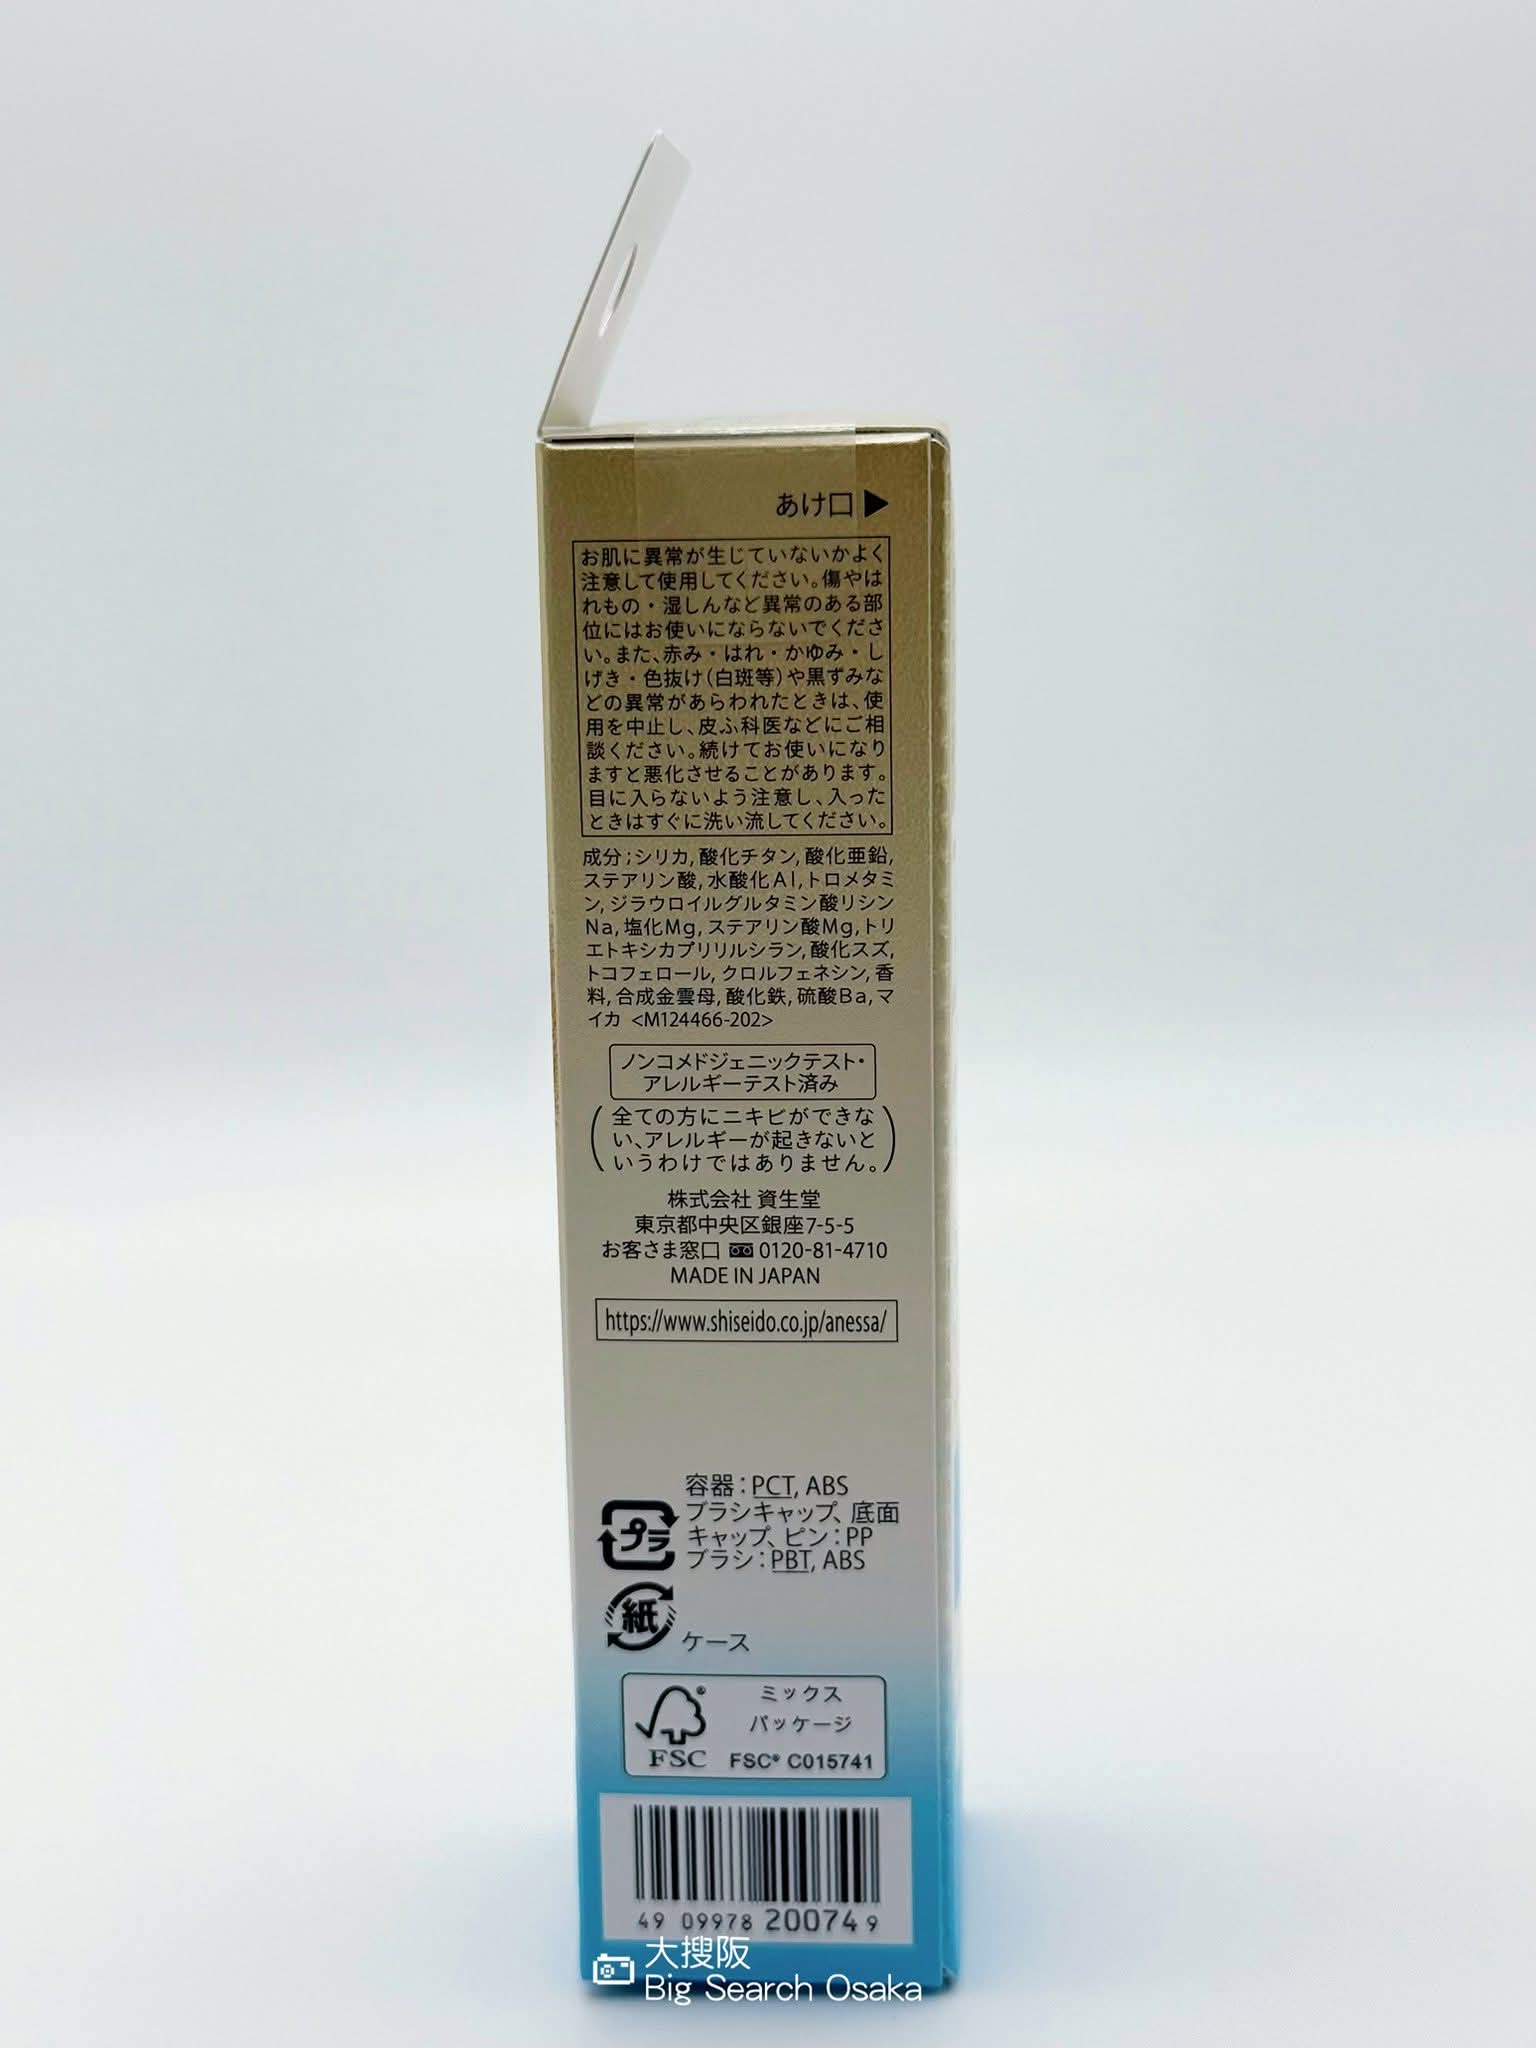 あけ口▶
お肌に異常が生じていないかよく
注意して使用してください。傷やは
れもの・湿しんなど異常のある部
位にはお使いにならないでくださ
い。また、赤み・はれ・かゆみ・し
げき・色抜け(白斑等)や黒ずみな
どの異常があらわれたときは、使
用を中止し、皮ふ科医などにご相
談ください。続けてお使いになり
ますと悪化させることがあります。
目に入らないよう注意し、入った
ときはすぐに洗い流してください。
成分;シリカ,酸化チタン,酸化亜鉛,
ステアリン酸,水酸化Al,トロメタミ
ン,ジラウロイルグルタミン酸リシン
Na,塩化Mg,ステアリン酸Mg,トリ
エトキシカプリリルシラン,酸化スズ,
トコフェロール,クロルフェネシン,香
料,合成金雲母,酸化鉄,硫酸Ba,マ
イカ <M124466-202>
ノンコメドジェニックテスト・
アレルギーテスト済み
(全ての方にニキビができな
い、アレルギーが起きないと
いうわけではありません。)
株式会社 資生堂
東京都中央区銀座7-5-5
お客さま窓口 0120-81-4710
MADE IN JAPAN
https://www.shiseido.co.jp/anessa/
容器:PCT, ABS
ブラシキャップ、底面
キャップ、ピン:PP
ブラシ:PBT, ABS
プラ
紙
ケース
ミックス
パッケージ
FSC® C015741
FSC
49 09978 20074 9
大搜阪
Big Search Osaka